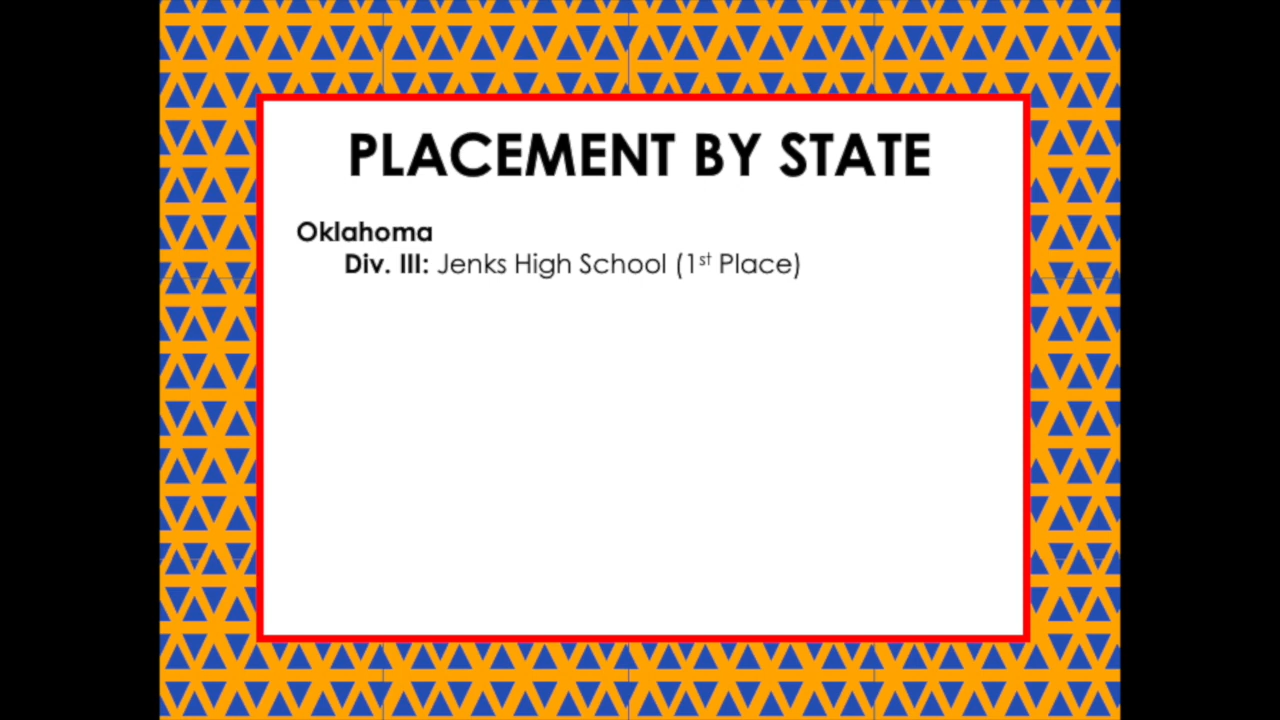 PLACEMENT BY STATE
Oklahoma
Div. III: Jenks High School (1st Place)